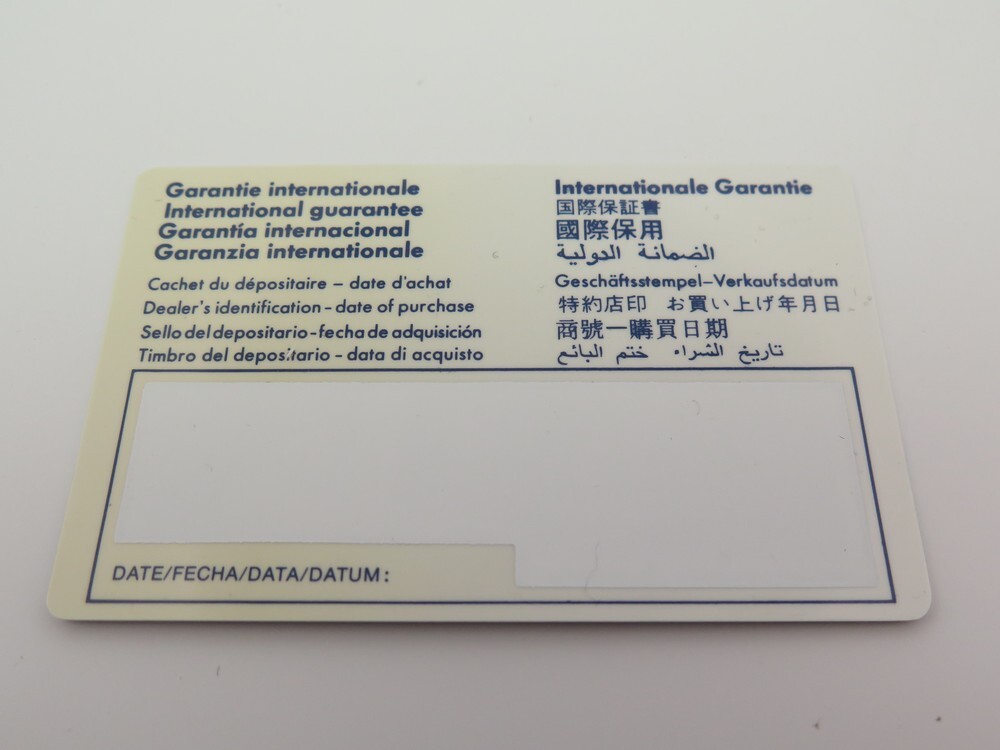 Garantie internationale
International guarantee
Garantía internacional
Garanzia internationale
Cachet du dépositaire – date d'achat
Dealer's identification – date of purchase
Sello del depositario - fecha de adquisición
Timbro del depositario - data di acquisto
Internationale Garantie
国際保証書
國際保用
الضمانة الدولية
Geschäftsstempel–Verkaufsdatum
特約店印 お買い上げ年月日
商號一購買日期
تاريخ الشراء • ختم البائع
DATE/FECHA/DATA/DATUM: